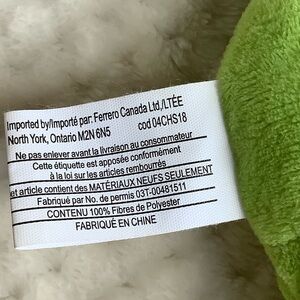 Imported by/Importé par: Ferrero Canada Ltd./LTÉE
North York, Ontario M2N 6N5 cod 04CHS18
Ne pas enlever avant la livraison au consommateur
Cette étiquette est apposée conformément
à la loi sur les articles rembourrés
et article contient des MATÉRIAUX NEUFS SEULEMENT
Fabriqué par No. de permis 03T-00481511
CONTENU 100% Fibres de Polyester
FABRIQUÉ EN CHINE